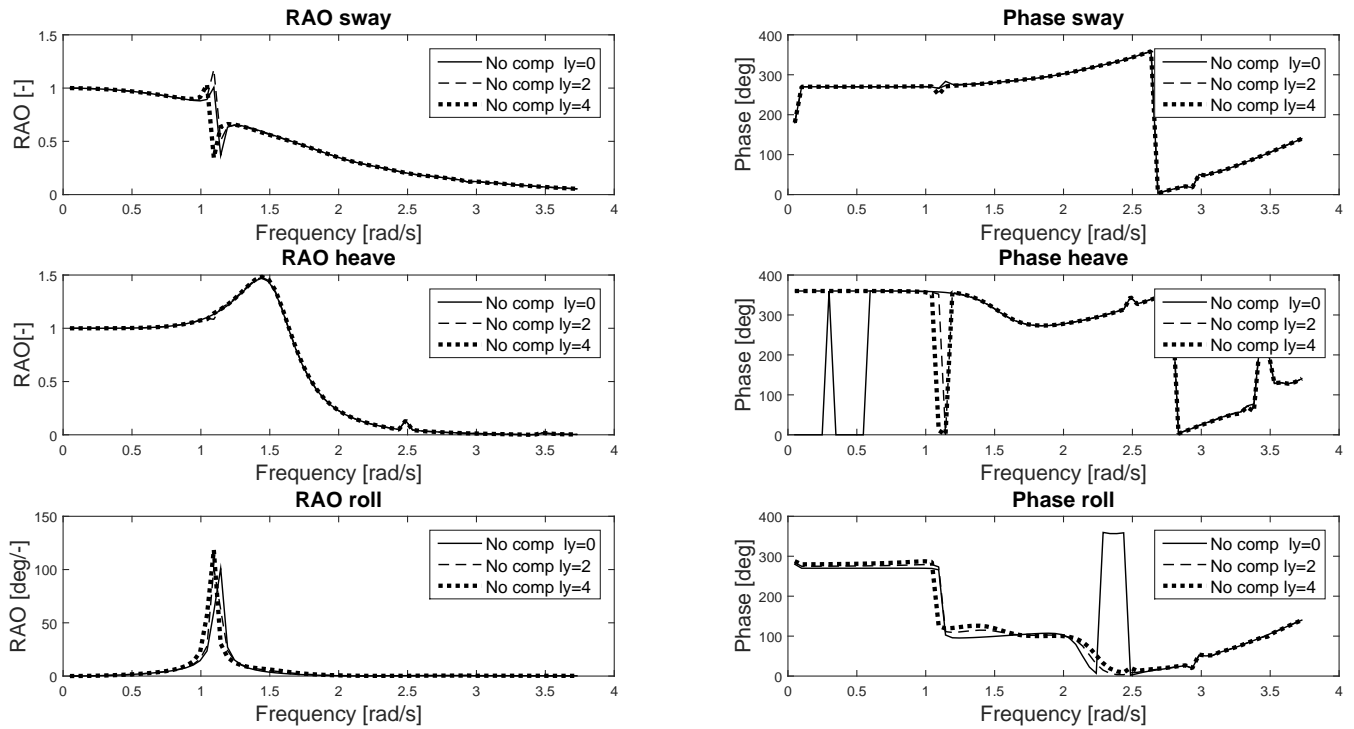 RAO sway
1.5
1
0.5
0
RAO [-]
No comp ly=0
No comp ly=2
No comp ly=4
0 0.5 1 1.5 2 2.5 3 3.5 4
Frequency [rad/s]
Phase sway
400
300
200
100
0
Phase [deg]
No comp ly=0
No comp ly=2
No comp ly=4
0 0.5 1 1.5 2 2.5 3 3.5 4
Frequency [rad/s]
RAO heave
1.5
1
0.5
0
RAO[-]
No comp ly=0
No comp ly=2
No comp ly=4
0 0.5 1 1.5 2 2.5 3 3.5 4
Frequency [rad/s]
Phase heave
400
300
200
100
0
Phase [deg]
No comp ly=0
No comp ly=2
No comp ly=4
0 0.5 1 1.5 2 2.5 3 3.5 4
Frequency [rad/s]
RAO roll
150
100
50
0
RAO [deg/-]
No comp ly=0
No comp ly=2
No comp ly=4
0 0.5 1 1.5 2 2.5 3 3.5 4
Frequency [rad/s]
Phase roll
400
300
200
100
0
Phase [deg]
No comp ly=0
No comp ly=2
No comp ly=4
0 0.5 1 1.5 2 2.5 3 3.5 4
Frequency [rad/s]